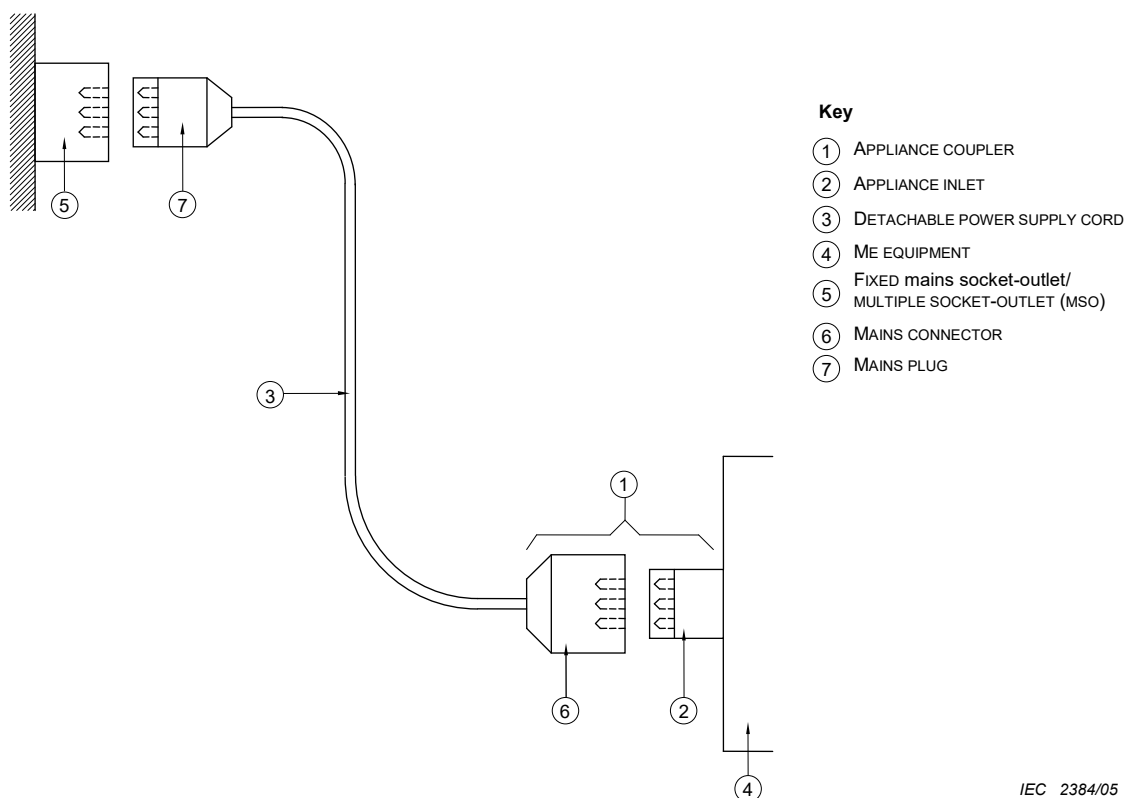 Key
1 APPLIANCE COUPLER
2 APPLIANCE INLET
3 DETACHABLE POWER SUPPLY CORD
4 ME EQUIPMENT
5 FIXED mains socket-outlet/
MULTIPLE SOCKET-OUTLET (MSO)
6 MAINS CONNECTOR
7 MAINS PLUG
5
7
3
1
6
2
4
IEC 2384/05